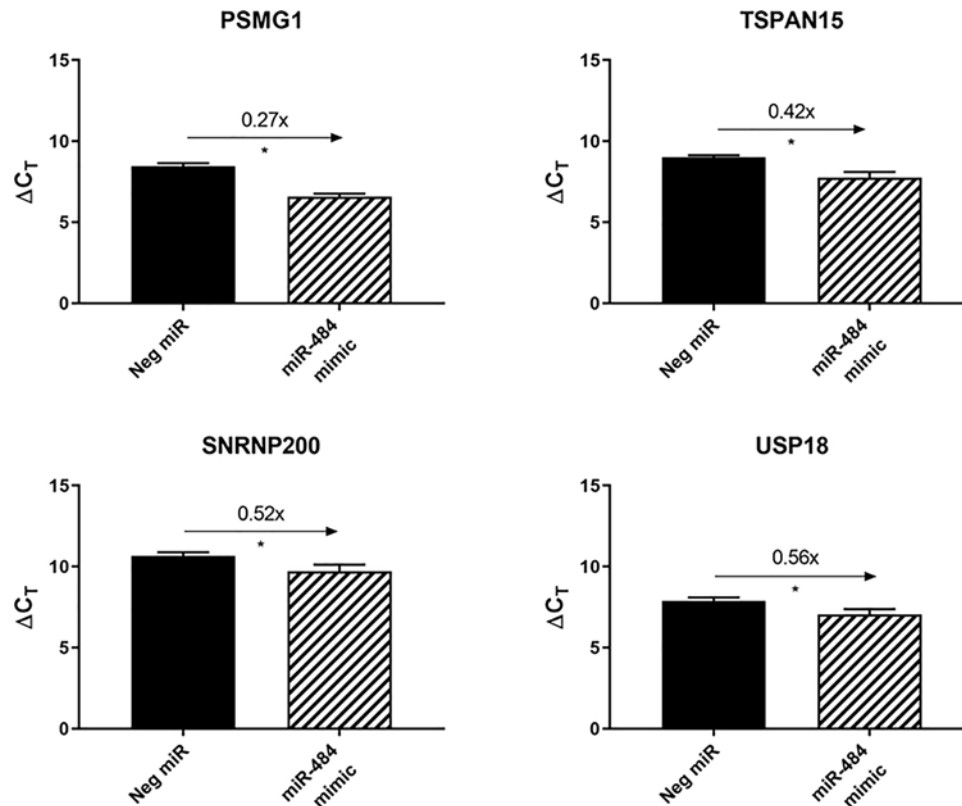 PSMG1
15
10
5
0
ΔCT
0.27x
*
Neg miR
miR-484
mimic
TSPAN15
15
10
5
0
ΔCT
0.42x
*
Neg miR
miR-484
mimic
SNRNP200
15
10
5
0
ΔCT
0.52x
*
Neg miR
miR-484
mimic
USP18
15
10
5
0
ΔCT
0.56x
*
Neg miR
miR-484
mimic